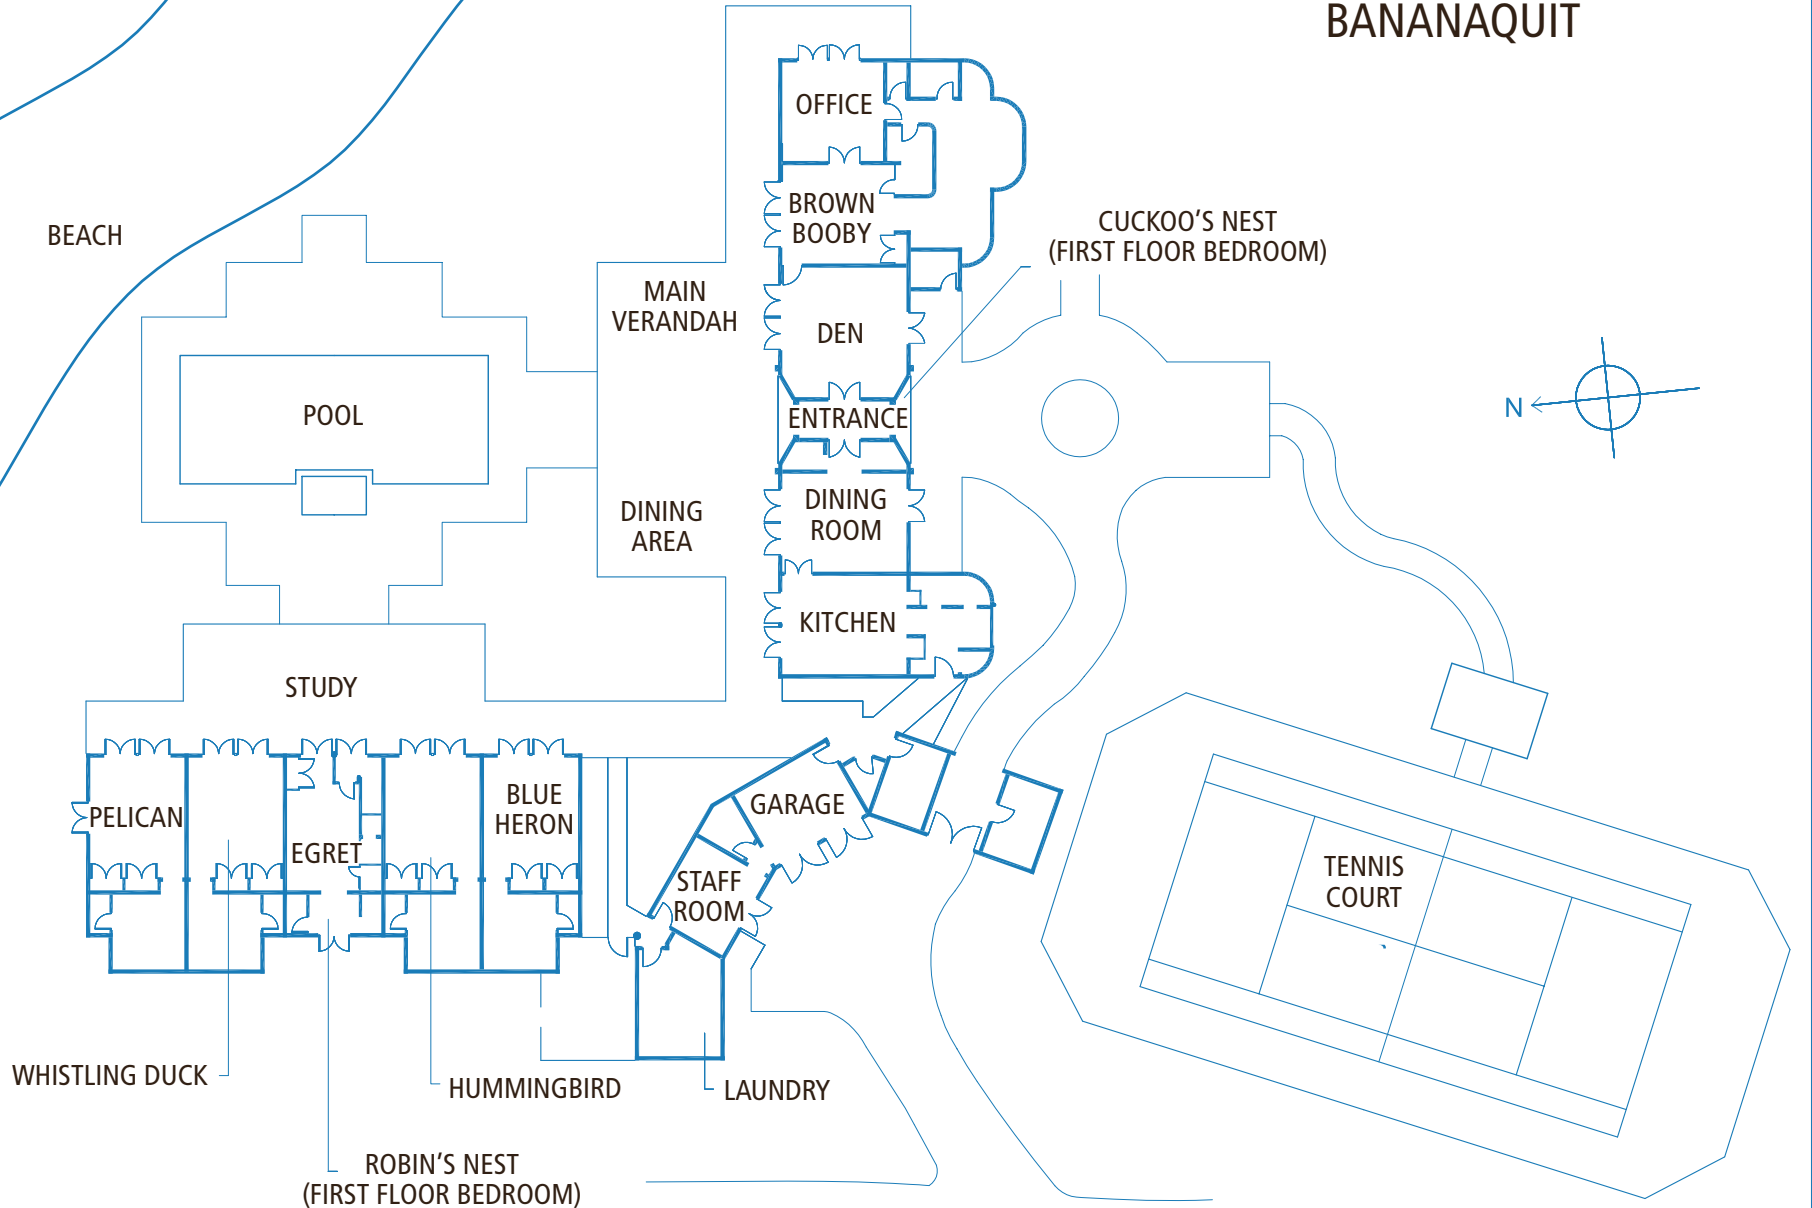 BANANAQUIT
OFFICE
BROWN
BOOBY
CUCKOO’S NEST
(FIRST FLOOR BEDROOM)
BEACH
MAIN
VERANDAH
DEN
POOL
ENTRANCE
N
DINING
AREA
DINING
ROOM
KITCHEN
STUDY
PELICAN
BLUE
HERON
EGRET
GARAGE
STAFF
ROOM
TENNIS
COURT
WHISTLING DUCK
HUMMINGBIRD
LAUNDRY
ROBIN’S NEST
(FIRST FLOOR BEDROOM)